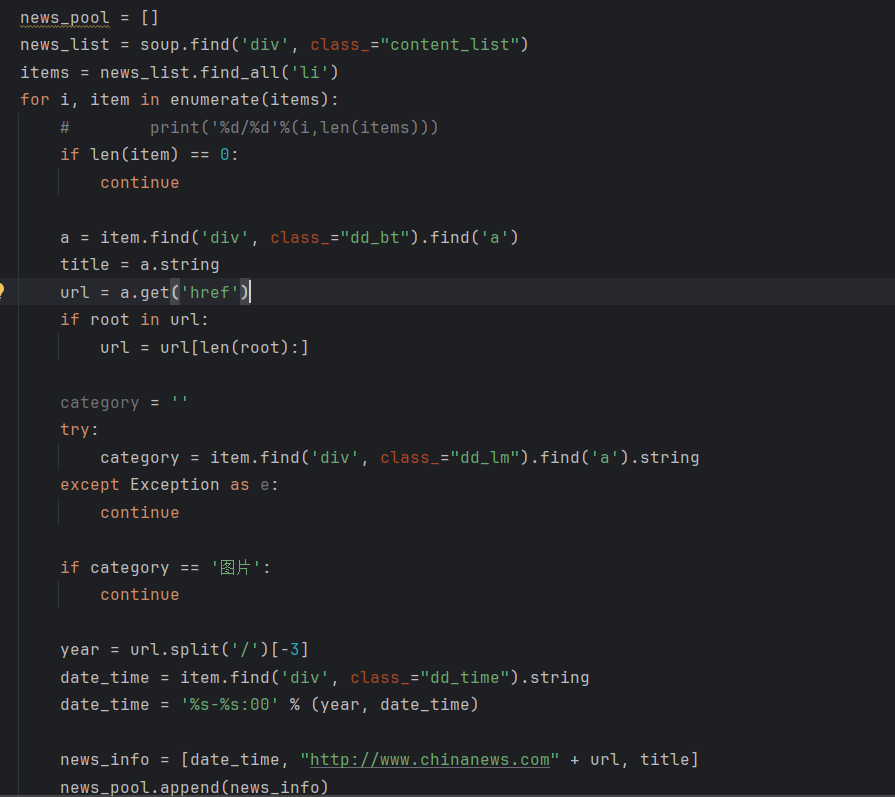 news_pool = []
news_list = soup.find('div', class_="content_list")
items = news_list.find_all('li')
for i, item in enumerate(items):
    #        print('%d/%d'%(i,len(items)))
    if len(item) == 0:
        continue

    a = item.find('div', class_="dd_bt").find('a')
    title = a.string
    url = a.get('href')
    if root in url:
        url = url[len(root):]

    category = ''
    try:
        category = item.find('div', class_="dd_lm").find('a').string
    except Exception as e:
        continue

    if category == '图片':
        continue

    year = url.split('/')[-3]
    date_time = item.find('div', class_="dd_time").string
    date_time = '%s-%s:00' % (year, date_time)

    news_info = [date_time, "http://www.chinanews.com" + url, title]
    news_pool.append(news_info)